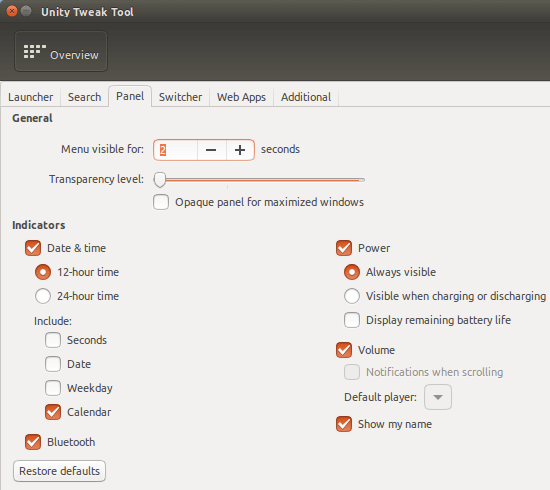 Unity Tweak Tool
Overview
Launcher Search Panel Switcher Web Apps Additional
General
Menu visible for: 2 − + seconds
Transparency level:
Opaque panel for maximized windows
Indicators
Date & time
12-hour time
24-hour time
Include:
Seconds
Date
Weekday
Calendar
Bluetooth
Power
Always visible
Visible when charging or discharging
Display remaining battery life
Volume
Notifications when scrolling
Default player:
Show my name
Restore defaults